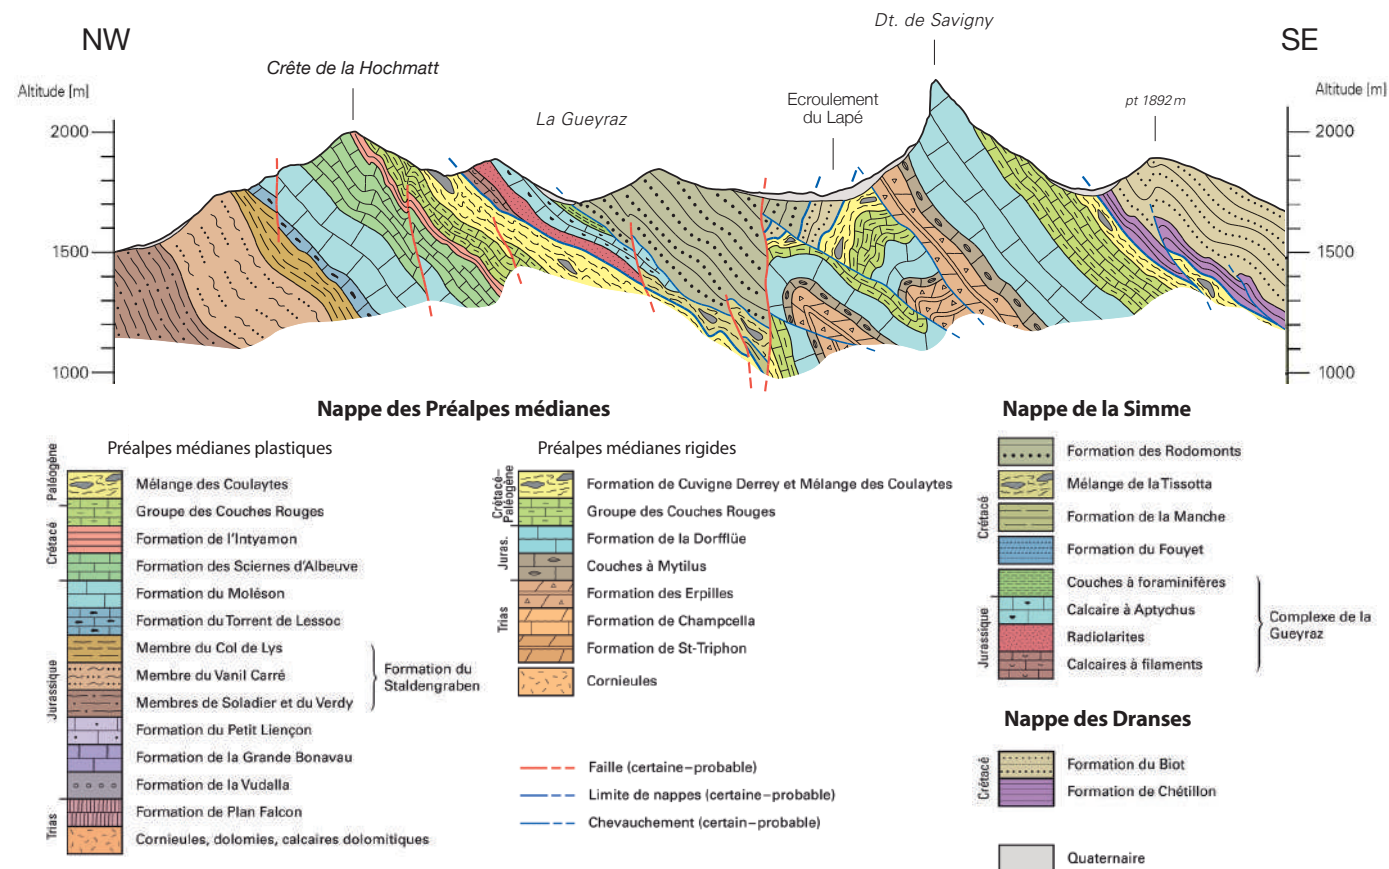 NW
Dt. de Savigny
SE
Crête de la Hochmatt
Altitude [m]
Altitude [m]
Ecroulement
du Lapé
pt 1892 m
La Gueyraz
2000
2000
1500
1500
1000
1000
Nappe des Préalpes médianes
Préalpes médianes plastiques
Paléogène
Crétacé
Jurassique
Trias
Mélange des Coulaytes
Groupe des Couches Rouges
Formation de l'Intyamon
Formation des Sciernes d'Albeuve
Formation du Moléson
Formation du Torrent de Lessoc
Membre du Col de Lys
Membre du Vanil Carré
Membres de Soladier et du Verdy
Formation du
Staldengraben
Formation du Petit Liençon
Formation de la Grande Bonavau
Formation de la Vudalla
Formation de Plan Falcon
Cornieules, dolomies, calcaires dolomitiques
Préalpes médianes rigides
Crétacé–
Paléogène
Juras.
Trias
Formation de Cuvigne Derrey et Mélange des Coulaytes
Groupe des Couches Rouges
Formation de la Dorfflüe
Couches à Mytilus
Formation des Erpilles
Formation de Champcella
Formation de St-Triphon
Cornieules
Faille (certaine–probable)
Limite de nappes (certaine–probable)
Chevauchement (certain–probable)
Nappe de la Simme
Crétacé
Jurassique
Formation des Rodomonts
Mélange de la Tissotta
Formation de la Manche
Formation du Fouyet
Couches à foraminifères
Calcaire à Aptychus
Radiolarites
Calcaires à filaments
Complexe de la
Gueyraz
Nappe des Dranses
Crétacé
Formation du Biot
Formation de Chétillon
Quaternaire